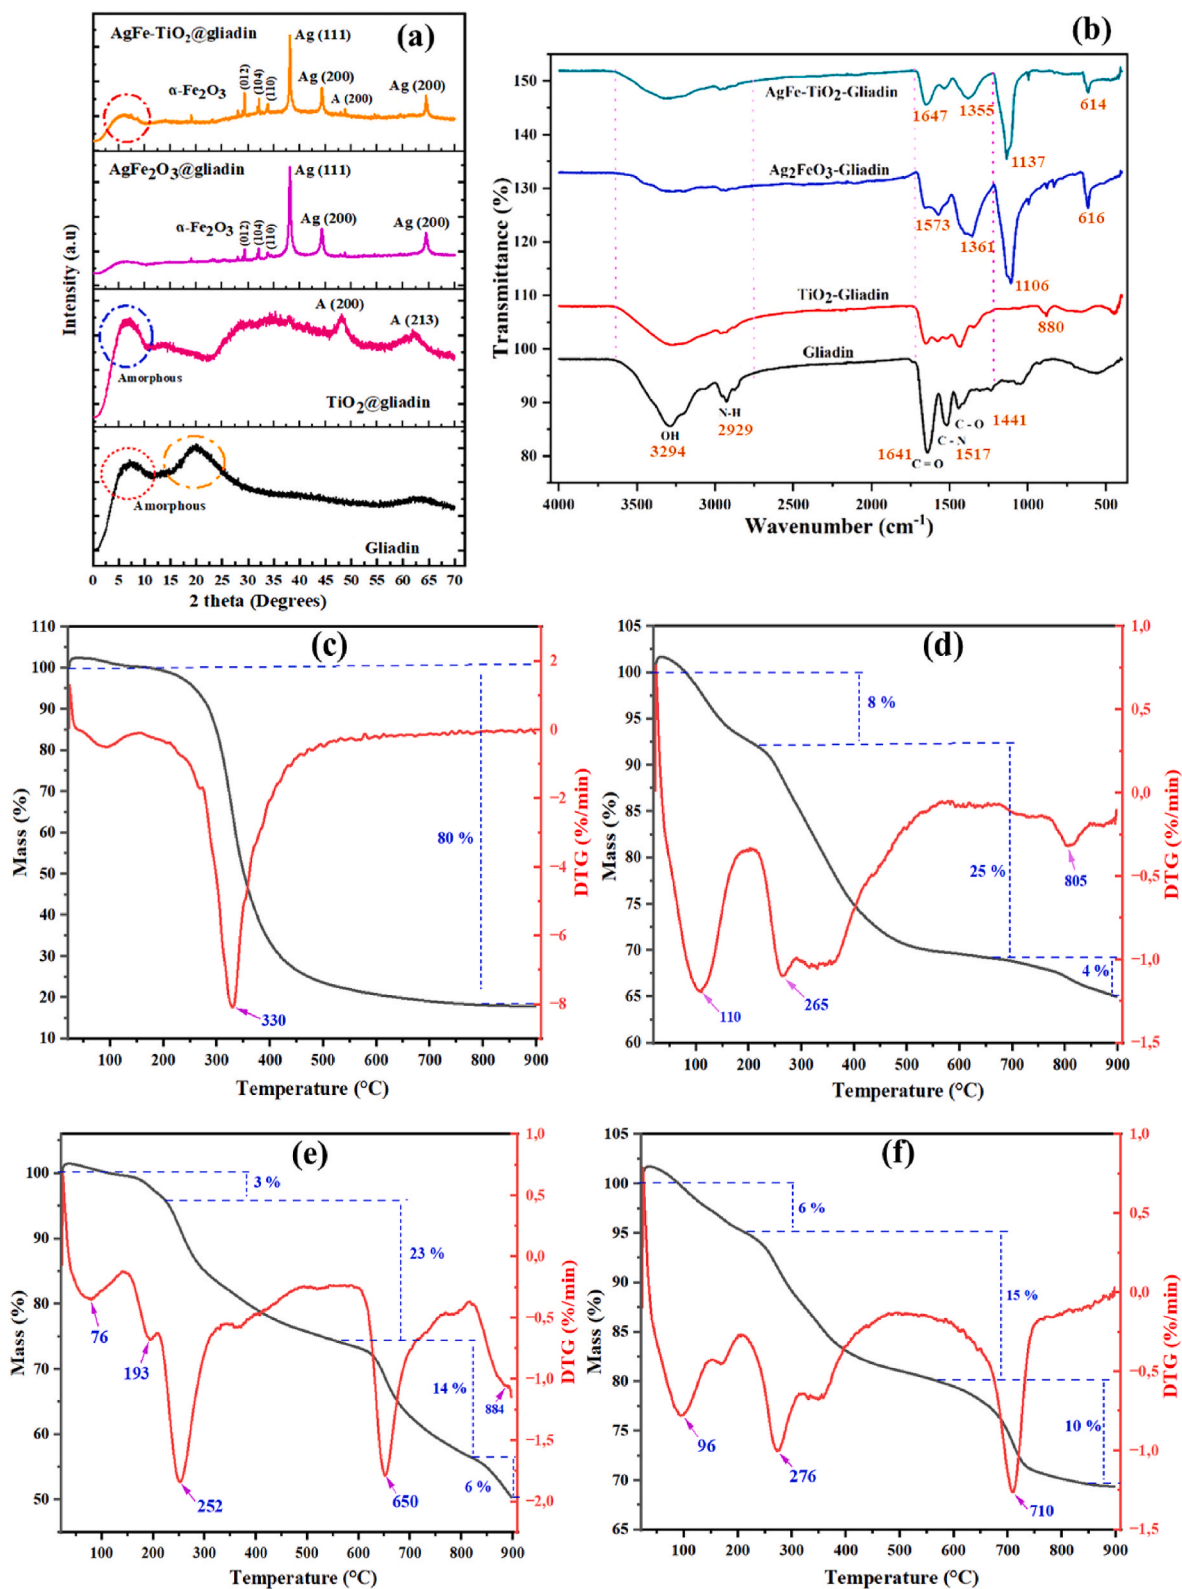 (a)
AgFe-TiO₂@gliadin
Ag (111)
α-Fe₂O₃
(012)
(104)
(110)
Ag (200)
A (200)
Ag (200)
AgFe₂O₃@gliadin
Ag (111)
α-Fe₂O₃
(012)
(104)
(110)
Ag (200)
Ag (200)
A (200)
A (213)
Amorphous
TiO₂@gliadin
Amorphous
Gliadin
Intensity (a.u)
0 5 10 15 20 25 30 35 40 45 50 55 60 65 70
2 theta (Degrees)
(b)
150
140
130
120
110
100
90
80
Transmittance (%)
AgFe-TiO₂-Gliadin
1647
1355
1137
614
Ag₂FeO₃-Gliadin
1573
1361
1106
616
TiO₂-Gliadin
880
Gliadin
OH
3294
N-H
2929
1641
C = O
C - N
1517
C - O
1441
4000 3500 3000 2500 2000 1500 1000 500
Wavenumber (cm⁻¹)
(c)
110
100
90
80
70
60
50
40
30
20
10
Mass (%)
80 %
330
2
0
−2
−4
−6
−8
DTG (%/min)
100 200 300 400 500 600 700 800 900
Temperature (°C)
(d)
105
100
95
90
85
80
75
70
65
60
Mass (%)
8 %
25 %
4 %
110
265
805
1,0
0,5
0,0
−0,5
−1,0
−1,5
DTG (%/min)
100 200 300 400 500 600 700 800 900
Temperature (°C)
(e)
100
90
80
70
60
50
Mass (%)
3 %
23 %
14 %
6 %
76
193
252
650
884
1,0
0,5
0,0
−0,5
−1,0
−1,5
−2,0
DTG (%/min)
100 200 300 400 500 600 700 800 900
Temperature (°C)
(f)
105
100
95
90
85
80
75
70
65
Mass (%)
6 %
15 %
10 %
96
276
710
1,0
0,5
0,0
−0,5
−1,0
−1,5
DTG (%/min)
100 200 300 400 500 600 700 800 900
Temperature (°C)